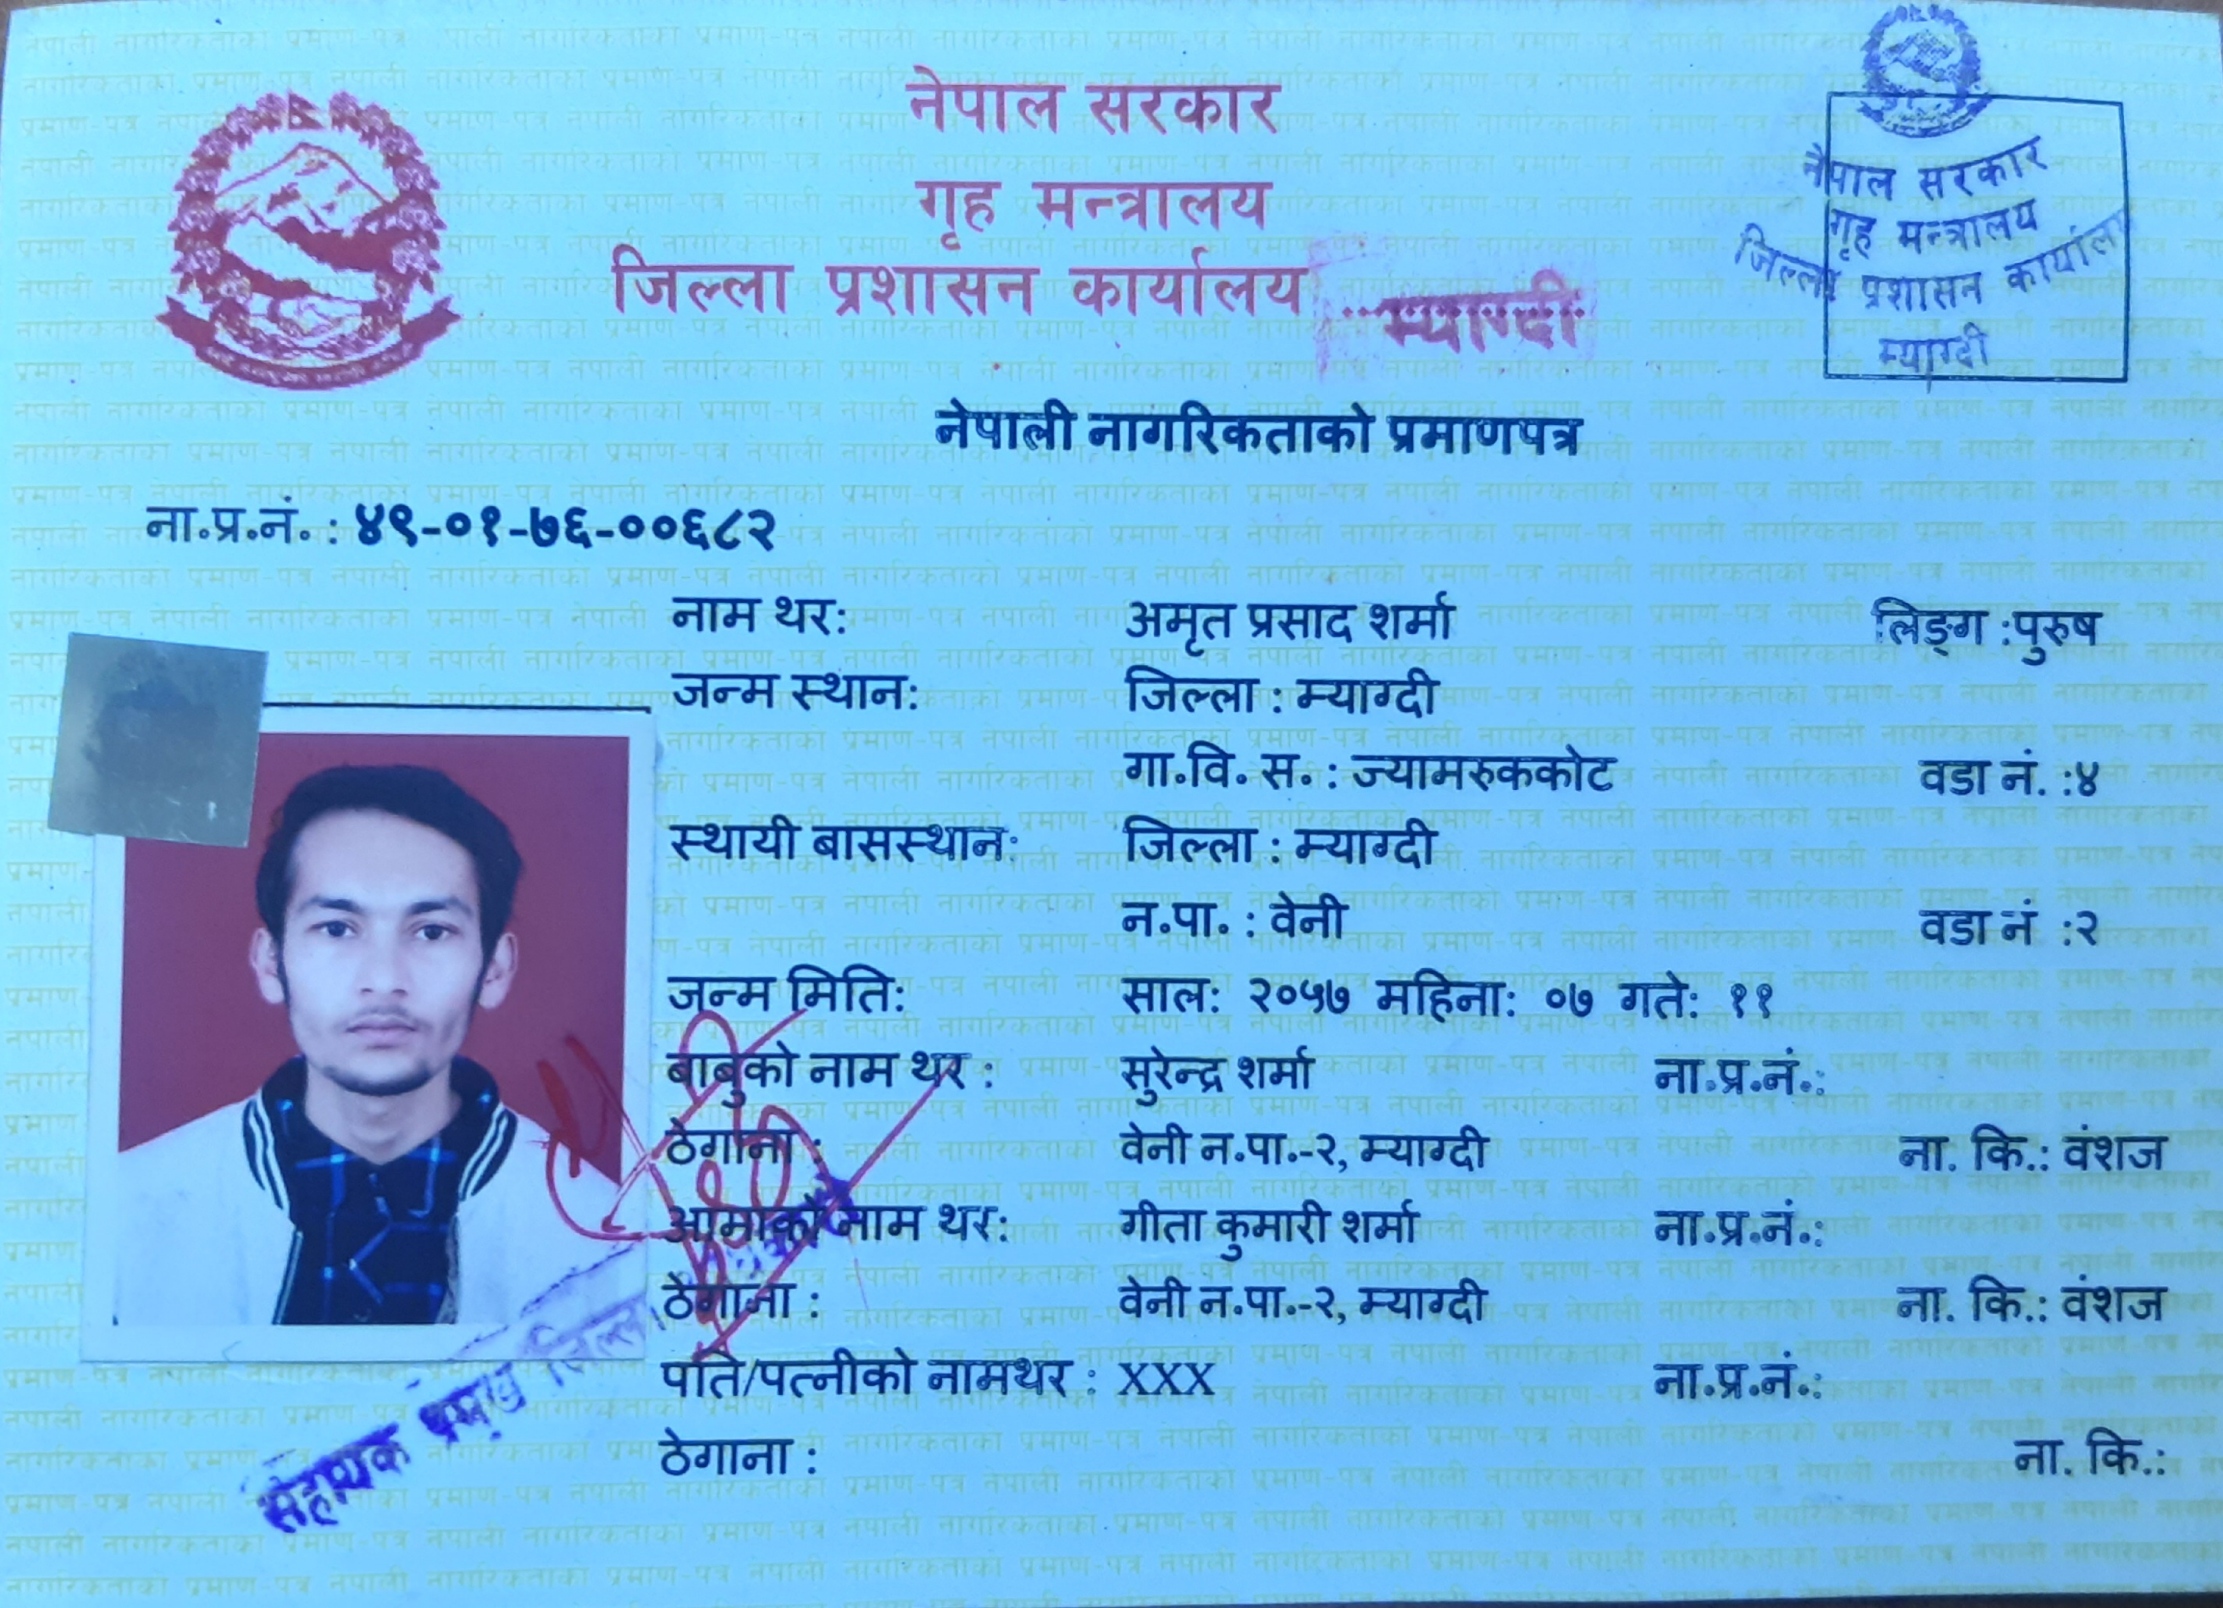 नेपाल सरकार
गृह मन्त्रालय
जिल्ला प्रशासन कार्यालय म्याग्दी
नेपाल सरकार
गृह मन्त्रालय
जिल्ला प्रशासन कार्यालय
म्याग्दी
नेपाली नागरिकताको प्रमाणपत्र
ना.प्र.नं. : ४९-०१-७६-००६८२
नाम थर: अमृत प्रसाद शर्मा लिङ्ग :पुरुष
जन्म स्थान: जिल्ला : म्याग्दी
गा.वि. स. : ज्यामरुककोट वडा नं. :४
स्थायी बासस्थान: जिल्ला : म्याग्दी
न.पा. : वेनी वडा नं :२
जन्म मिति: साल: २०५७ महिना: ०७ गते: ११
बाबुको नाम थर : सुरेन्द्र शर्मा ना.प्र.नं.:
ठेगाना : वेनी न.पा.-२, म्याग्दी ना. कि.: वंशज
आमाको नाम थर: गीता कुमारी शर्मा ना.प्र.नं.:
ठेगाना : वेनी न.पा.-२, म्याग्दी ना. कि.: वंशज
पति/पत्नीको नामथर : XXX ना.प्र.नं.:
ठेगाना : ना. कि.:
सहायक प्रमुख जिल्ला